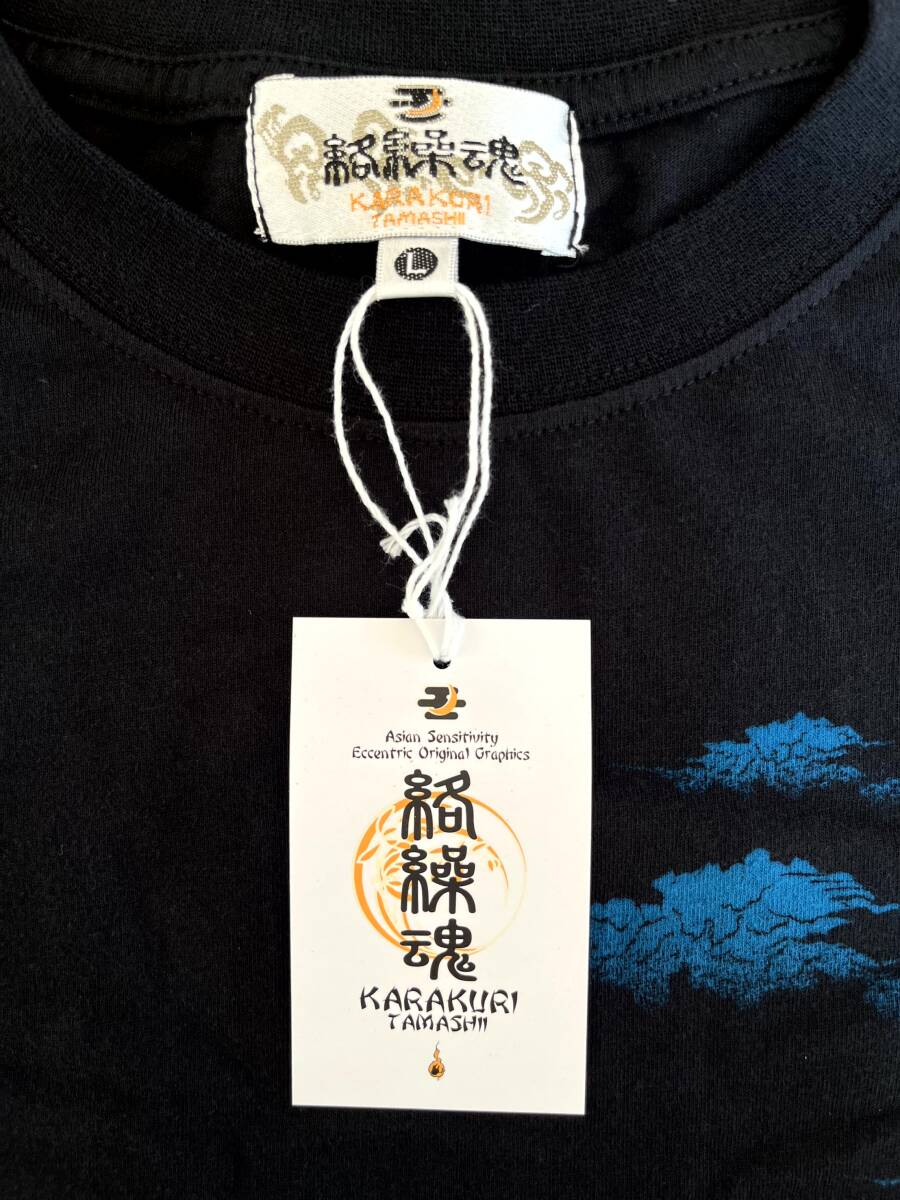 絡繰魂
KARAKURI
TAMASHII
L
Asian Sensitivity
Eccentric Original Graphics
絡
繰
魂
KARAKURI
TAMASHII